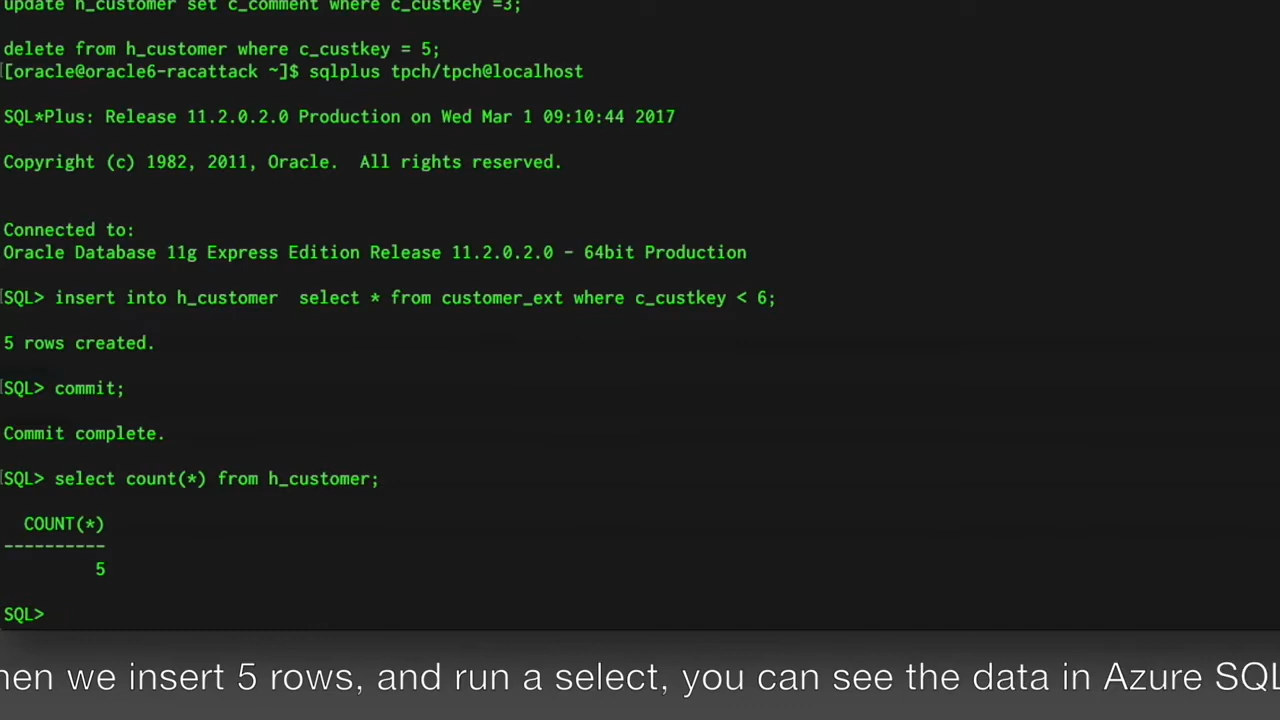 update h_customer set c_comment where c_custkey =3;
delete from h_customer where c_custkey = 5;
[oracle@oracle6-racattack ~]$ sqlplus tpch/tpch@localhost
SQL*Plus: Release 11.2.0.2.0 Production on Wed Mar 1 09:10:44 2017
Copyright (c) 1982, 2011, Oracle.  All rights reserved.
Connected to:
Oracle Database 11g Express Edition Release 11.2.0.2.0 - 64bit Production
SQL> insert into h_customer  select * from customer_ext where c_custkey < 6;
5 rows created.
SQL> commit;
Commit complete.
SQL> select count(*) from h_customer;
COUNT(*)
----------
5
SQL>
hen we insert 5 rows, and run a select, you can see the data in Azure SQL